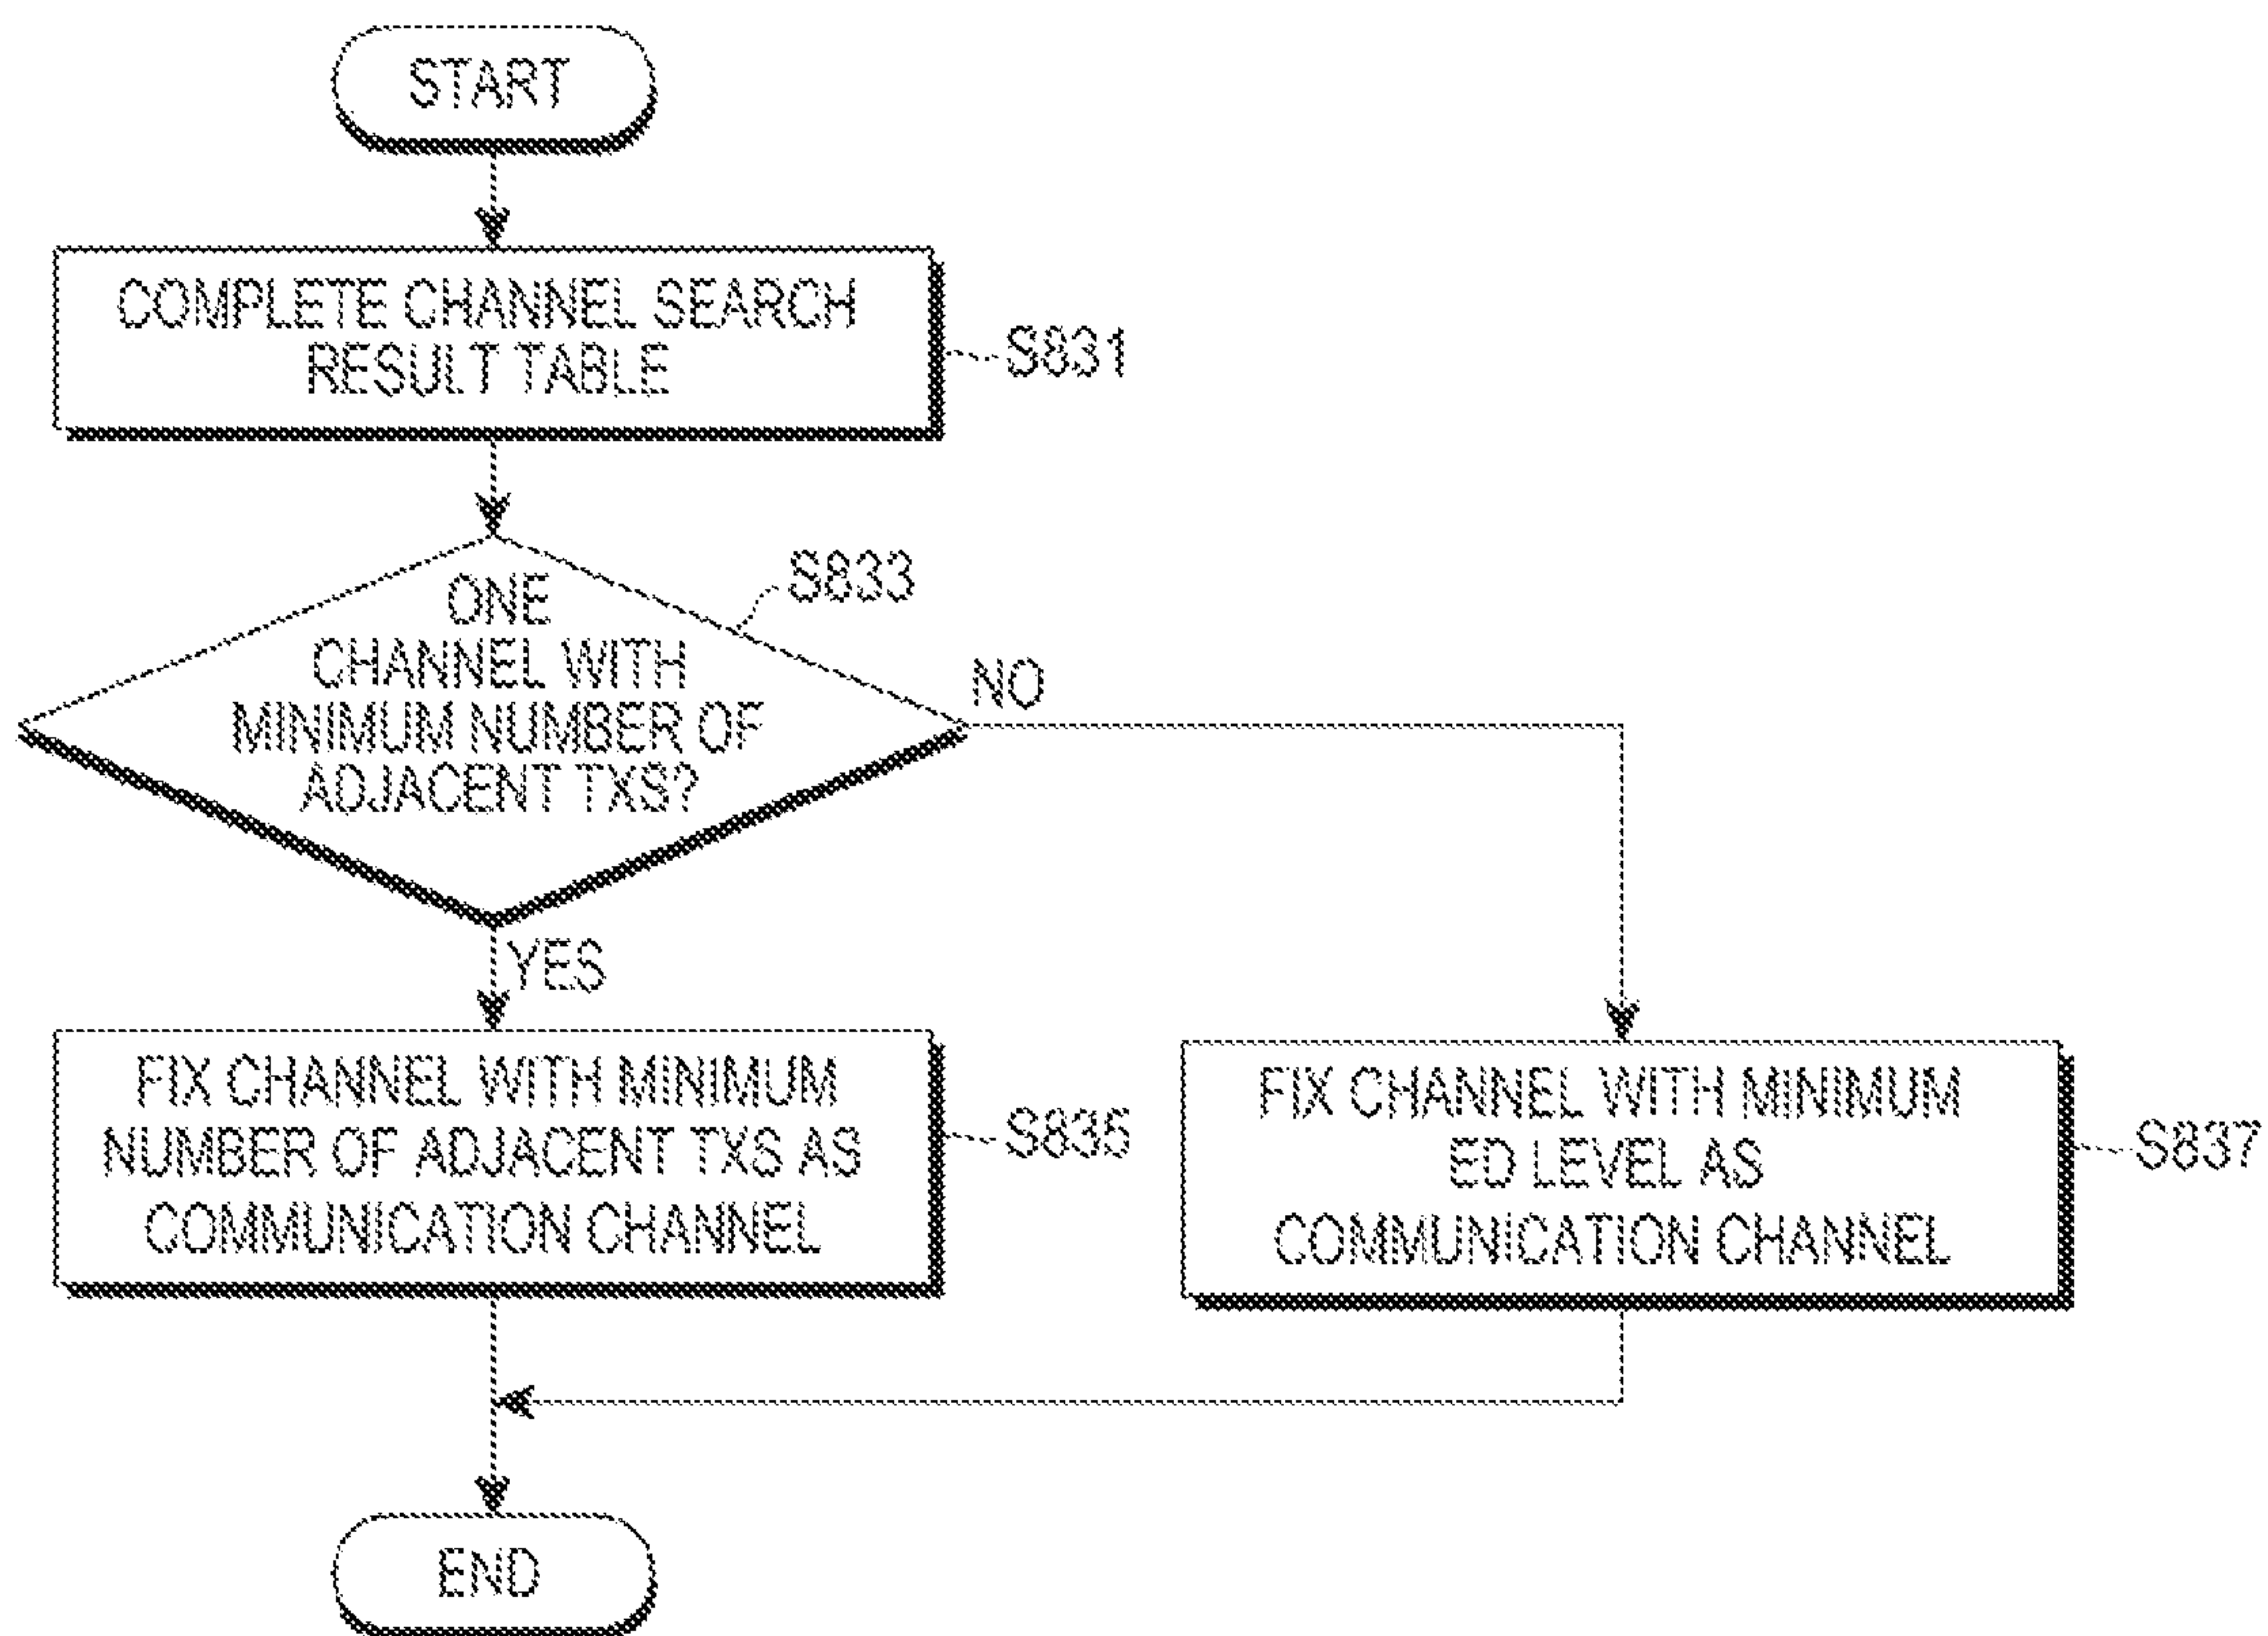 START
COMPLETE CHANNEL SEARCH
RESULT TABLE
S831
ONE
CHANNEL WITH
MINIMUM NUMBER OF
ADJACENT TXS?
S833
NO
YES
FIX CHANNEL WITH MINIMUM
NUMBER OF ADJACENT TXS AS
COMMUNICATION CHANNEL
S835
FIX CHANNEL WITH MINIMUM
ED LEVEL AS
COMMUNICATION CHANNEL
S837
END